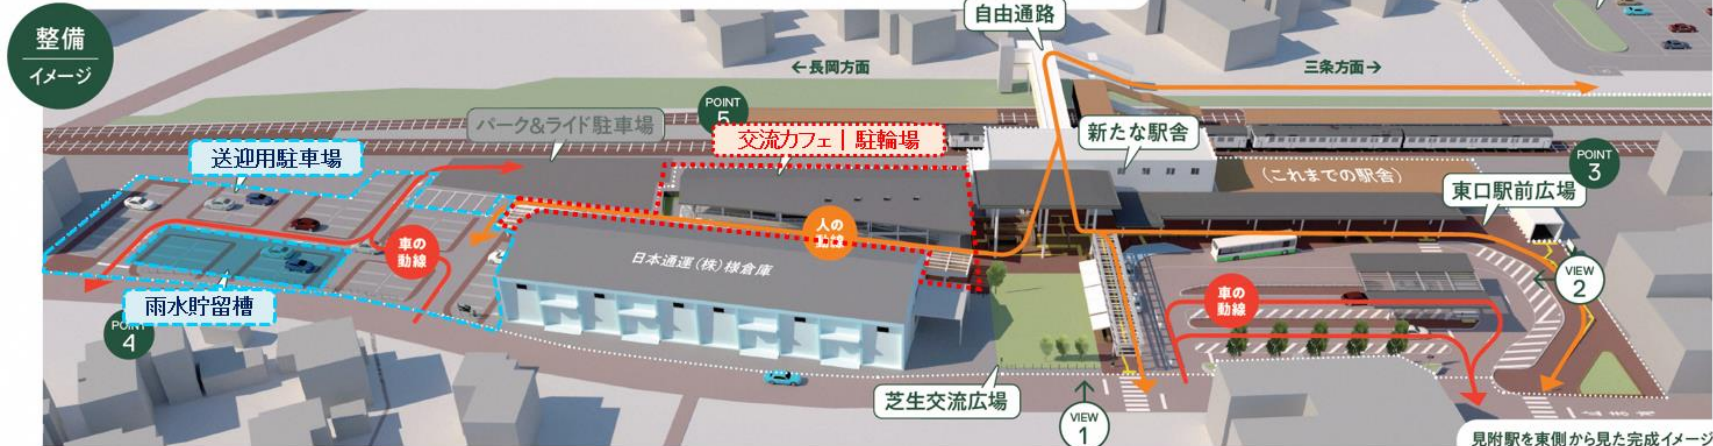 整備
イメージ
自由通路
←長岡方面
三条方面→
POINT
5
パーク&ライド駐車場
交流カフェ | 駐輪場
新たな駅舎
送迎用駐車場
(これまでの駅舎)
POINT
3
東口駅前広場
人の
動線
車の
動線
日本通運(株)様倉庫
VIEW
2
雨水貯留槽
車の
動線
POINT
4
芝生交流広場
VIEW
1
見附駅を東側から見た完成イメージ